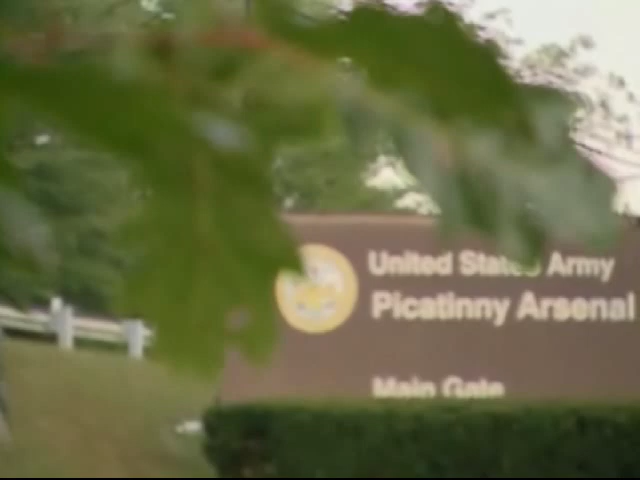 United States Army
Picatinny Arsenal
Main Gate